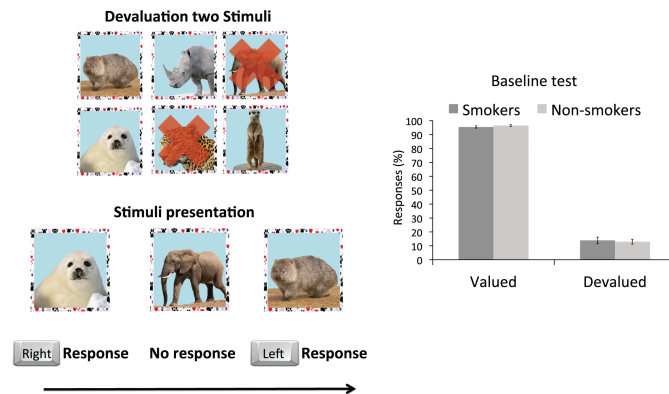 Devaluation two Stimuli
Stimuli presentation
Right Response No response Left Response
Baseline test
Smokers Non-smokers
Responses (%)
100
90
80
70
60
50
40
30
20
10
0
Valued Devalued